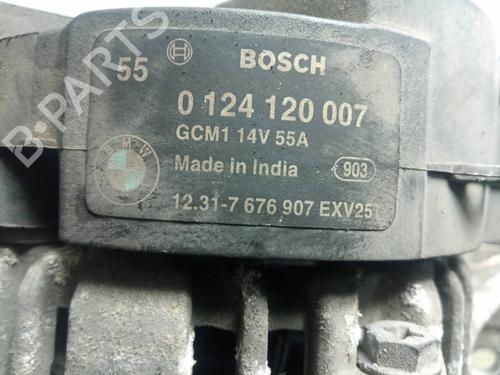 B-PARTS
55 BOSCH
0 124 120 007
GCM1 14V 55A
BMW
Made in India 903
12.31-7 676 907 EXV25